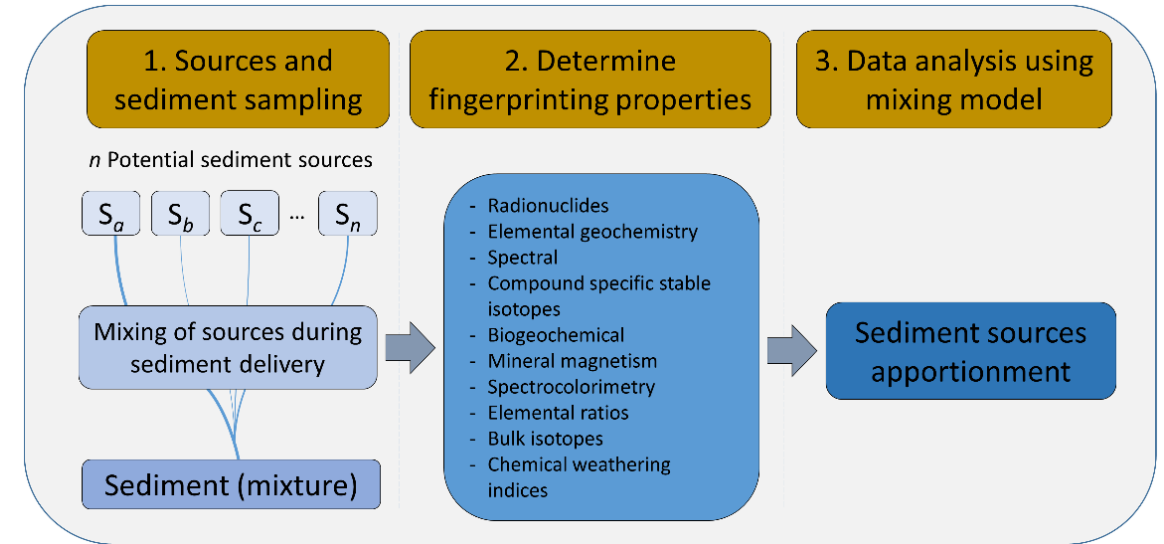 1. Sources and
sediment sampling
n Potential sediment sources
Sa
Sb
Sc
...
Sn
Mixing of sources during
sediment delivery
Sediment (mixture)
2. Determine
fingerprinting properties
- Radionuclides
- Elemental geochemistry
- Spectral
- Compound specific stable
isotopes
- Biogeochemical
- Mineral magnetism
- Spectrocolorimetry
- Elemental ratios
- Bulk isotopes
- Chemical weathering
indices
3. Data analysis using
mixing model
Sediment sources
apportionment